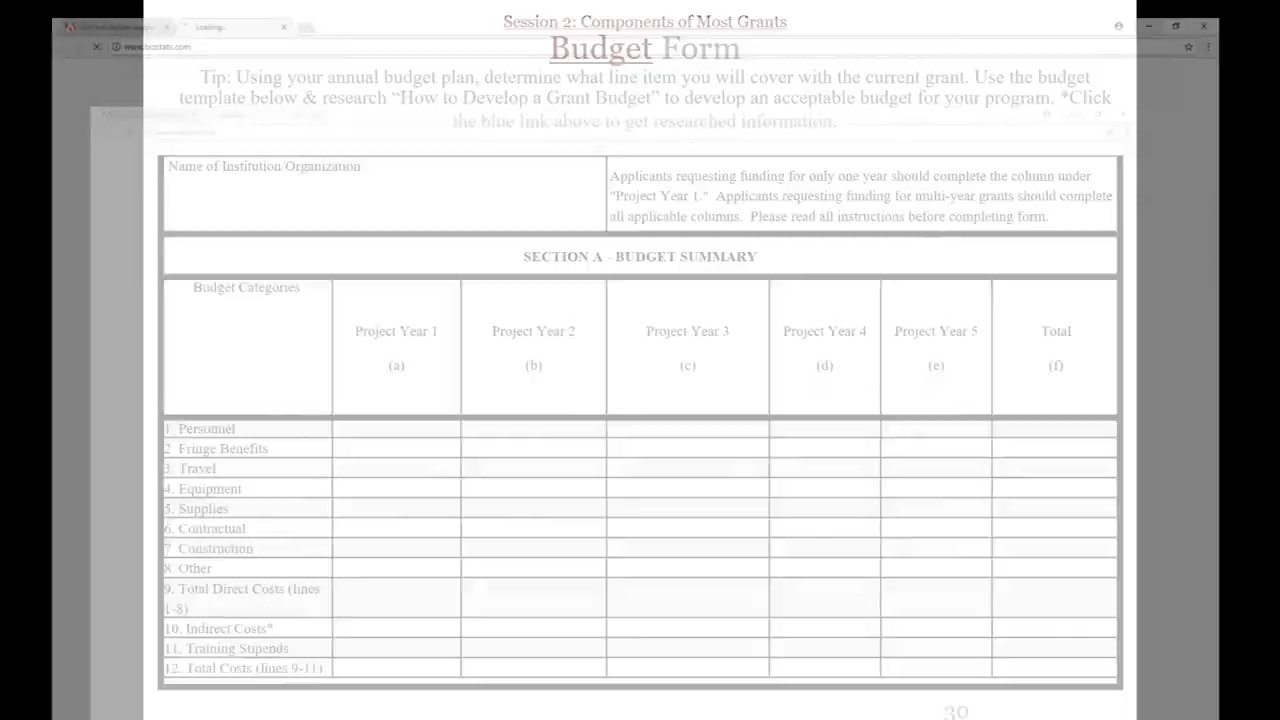 Loading...
www.bizstats.com
Session 2: Components of Most Grants
Budget Form
Tip: Using your annual budget plan, determine what line item you will cover with the current grant. Use the budget
template below & research “How to Develop a Grant Budget” to develop an acceptable budget for your program. *Click
the blue link above to get researched information.
Name of Institution/Organization
Applicants requesting funding for only one year should complete the column under
"Project Year 1." Applicants requesting funding for multi-year grants should complete
all applicable columns. Please read all instructions before completing form.
SECTION A - BUDGET SUMMARY
Budget Categories
Project Year 1
(a)
Project Year 2
(b)
Project Year 3
(c)
Project Year 4
(d)
Project Year 5
(e)
Total
(f)
1. Personnel
2 Fringe Benefits
3. Travel
4. Equipment
5. Supplies
6. Contractual
7 Construction
8. Other
9. Total Direct Costs (lines
1-8)
10. Indirect Costs*
11. Training Stipends
12. Total Costs (lines 9-11)
30